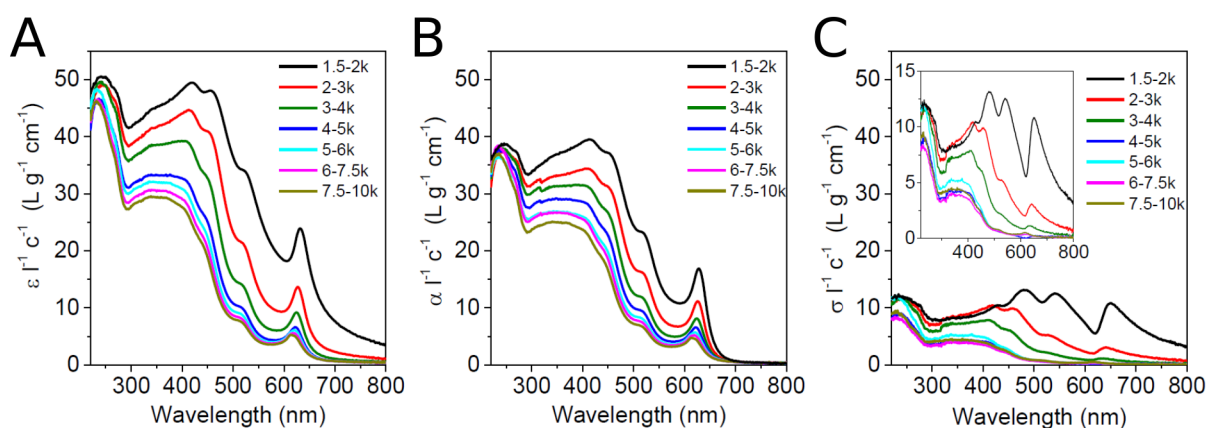 A
ε l⁻¹ c⁻¹ (L g⁻¹ cm⁻¹)
50
40
30
20
10
0
1.5-2k
2-3k
3-4k
4-5k
5-6k
6-7.5k
7.5-10k
300 400 500 600 700 800
Wavelength (nm)
B
α l⁻¹ c⁻¹ (L g⁻¹ cm⁻¹)
50
40
30
20
10
0
1.5-2k
2-3k
3-4k
4-5k
5-6k
6-7.5k
7.5-10k
300 400 500 600 700 800
Wavelength (nm)
C
σ l⁻¹ c⁻¹ (L g⁻¹ cm⁻¹)
50
40
30
20
10
0
15
10
5
0
400 600 800
1.5-2k
2-3k
3-4k
4-5k
5-6k
6-7.5k
7.5-10k
300 400 500 600 700 800
Wavelength (nm)